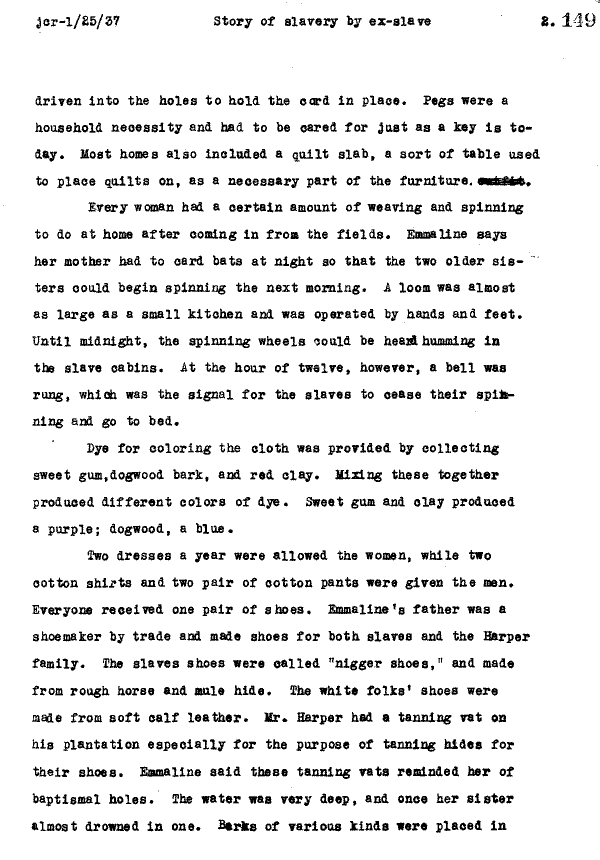 jcr-1/25/37 Story of slavery by ex-slave 2. 149
driven into the holes to hold the cord in place. Pegs were a
household necessity and had to be cared for just as a key is to-
day. Most homes also included a quilt slab, a sort of table used
to place quilts on, as a necessary part of the furniture.
Every woman had a certain amount of weaving and spinning
to do at home after coming in from the fields. Emmaline says
her mother had to card bats at night so that the two older sis-
ters could begin spinning the next morning. A loom was almost
as large as a small kitchen and was operated by hands and feet.
Until midnight, the spinning wheels could be heard humming in
the slave cabins. At the hour of twelve, however, a bell was
rung, which was the signal for the slaves to cease their spin-
ning and go to bed.
Dye for coloring the cloth was provided by collecting
sweet gum,dogwood bark, and red clay. Mixing these together
produced different colors of dye. Sweet gum and clay produced
a purple; dogwood, a blue.
Two dresses a year were allowed the women, while two
cotton shirts and two pair of cotton pants were given the men.
Everyone received one pair of shoes. Emmaline's father was a
shoemaker by trade and made shoes for both slaves and the Harper
family. The slaves shoes were called "nigger shoes," and made
from rough horse and mule hide. The white folks' shoes were
made from soft calf leather. Mr. Harper had a tanning vat on
his plantation especially for the purpose of tanning hides for
their shoes. Emmaline said these tanning vats reminded her of
baptismal holes. The water was very deep, and once her sister
almost drowned in one. Barks of various kinds were placed in